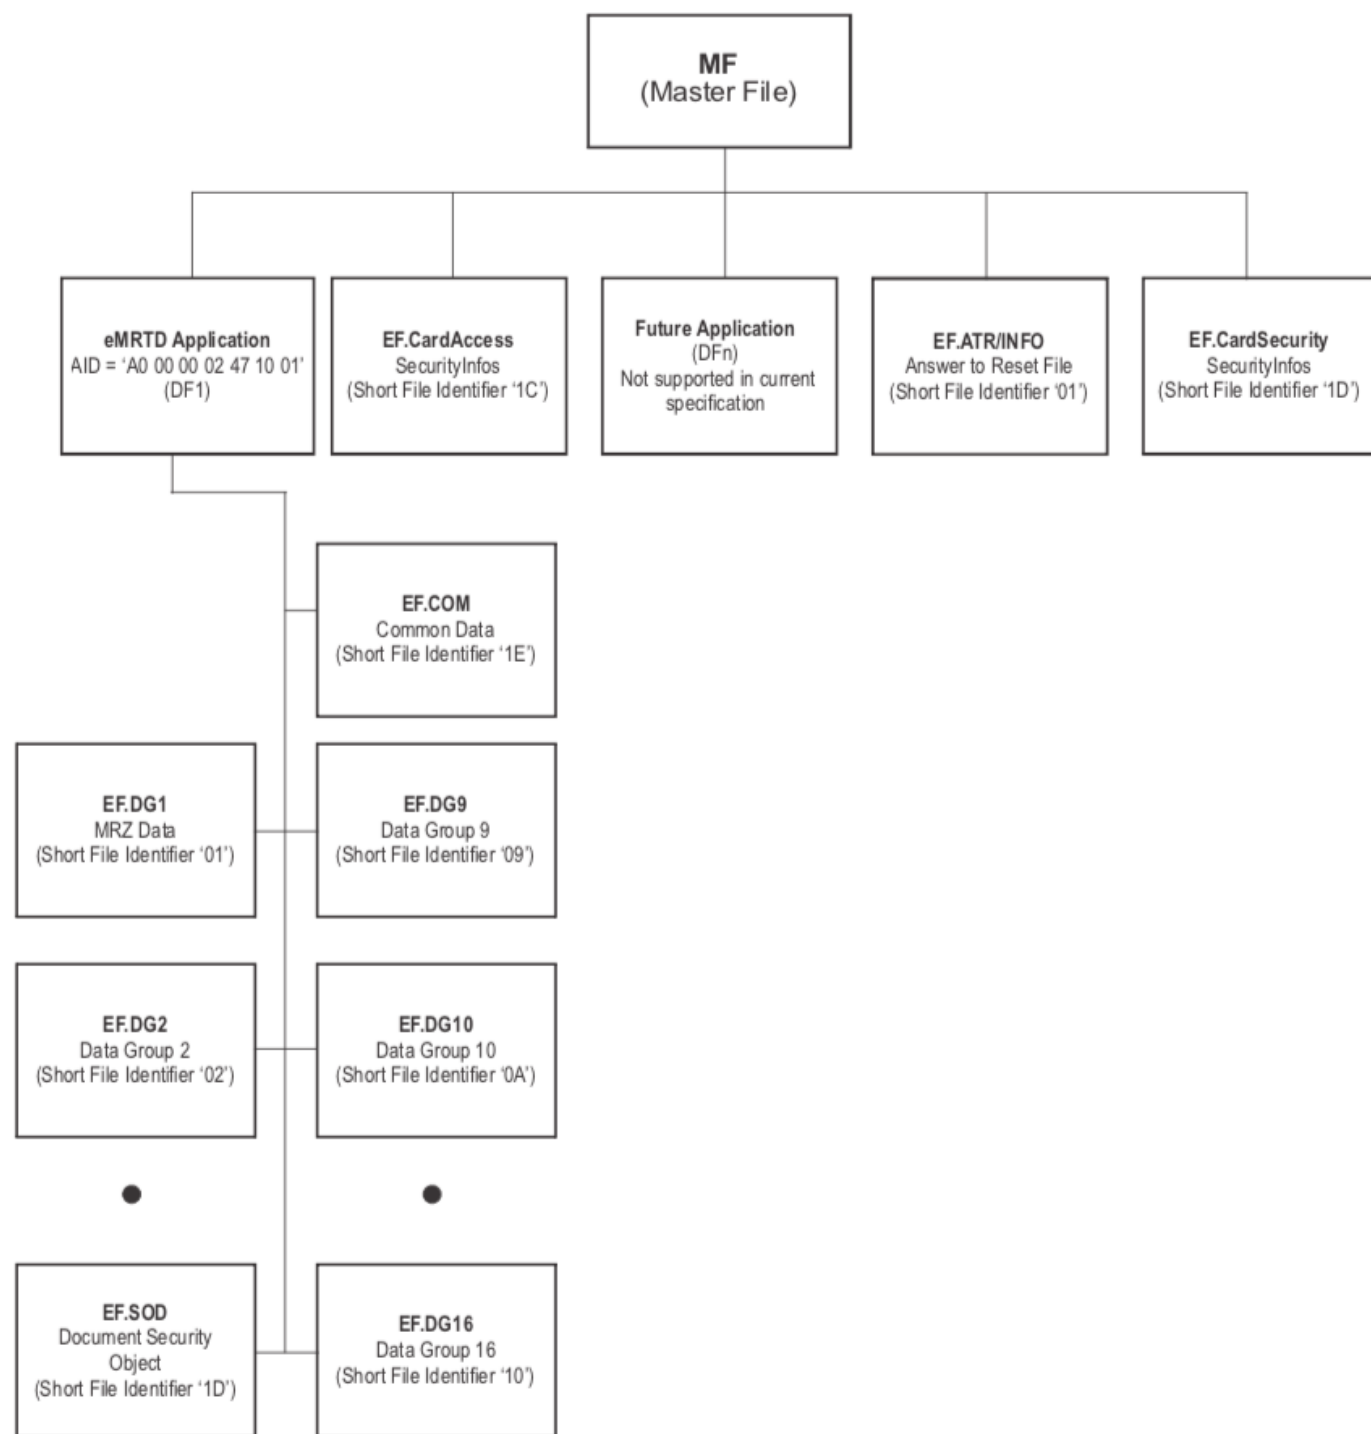 MF
(Master File)
eMRTD Application
AID = ‘A0 00 00 02 47 10 01’
(DF1)
EF.CardAccess
SecurityInfos
(Short File Identifier ‘1C’)
Future Application
(DFn)
Not supported in current
specification
EF.ATR/INFO
Answer to Reset File
(Short File Identifier ‘01’)
EF.CardSecurity
SecurityInfos
(Short File Identifier ‘1D’)
EF.COM
Common Data
(Short File Identifier ‘1E’)
EF.DG1
MRZ Data
(Short File Identifier ‘01’)
EF.DG9
Data Group 9
(Short File Identifier ‘09’)
EF.DG2
Data Group 2
(Short File Identifier ‘02’)
EF.DG10
Data Group 10
(Short File Identifier ‘0A’)
EF.SOD
Document Security
Object
(Short File Identifier ‘1D’)
EF.DG16
Data Group 16
(Short File Identifier ‘10’)